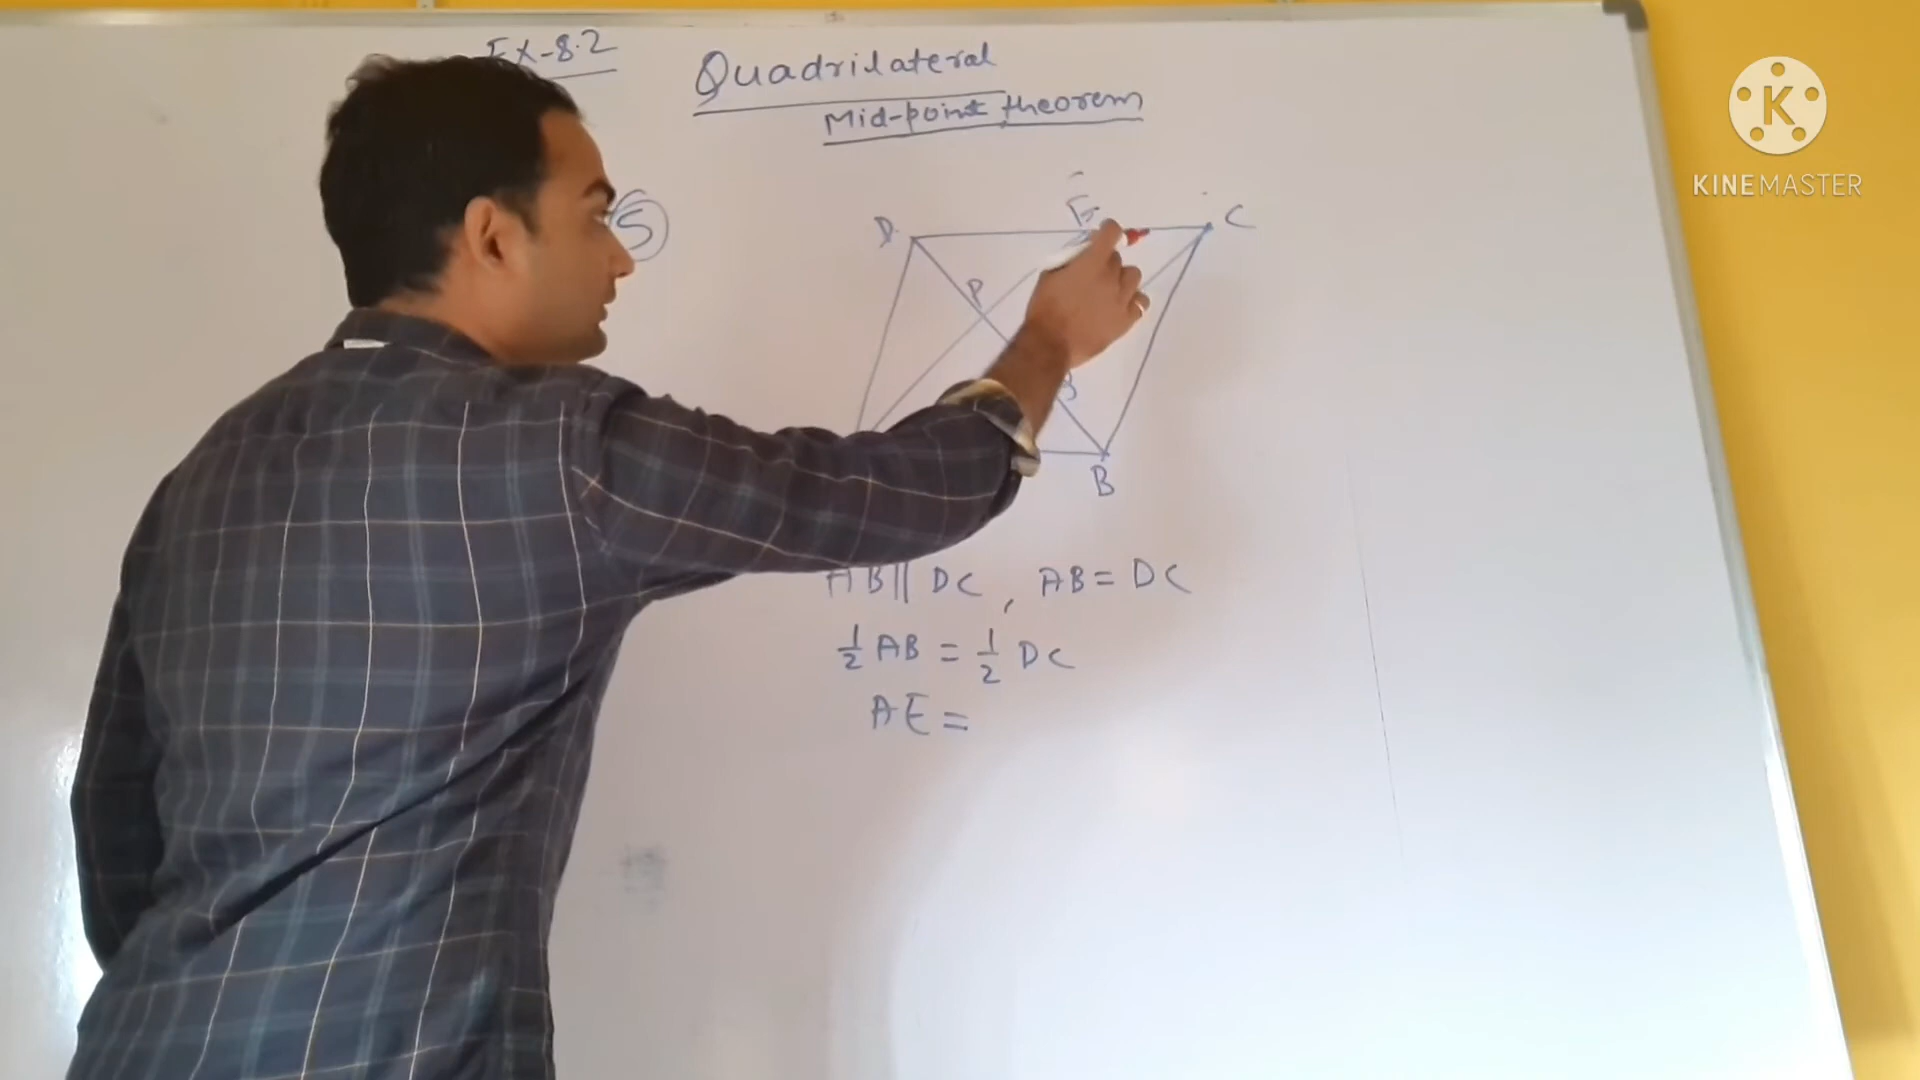 Ex-8.2
Quadrilateral
Mid-point theorem
5
D F C
P
B
AB || DC , AB = DC
1/2 AB = 1/2 DC
AE =
KINEMASTER